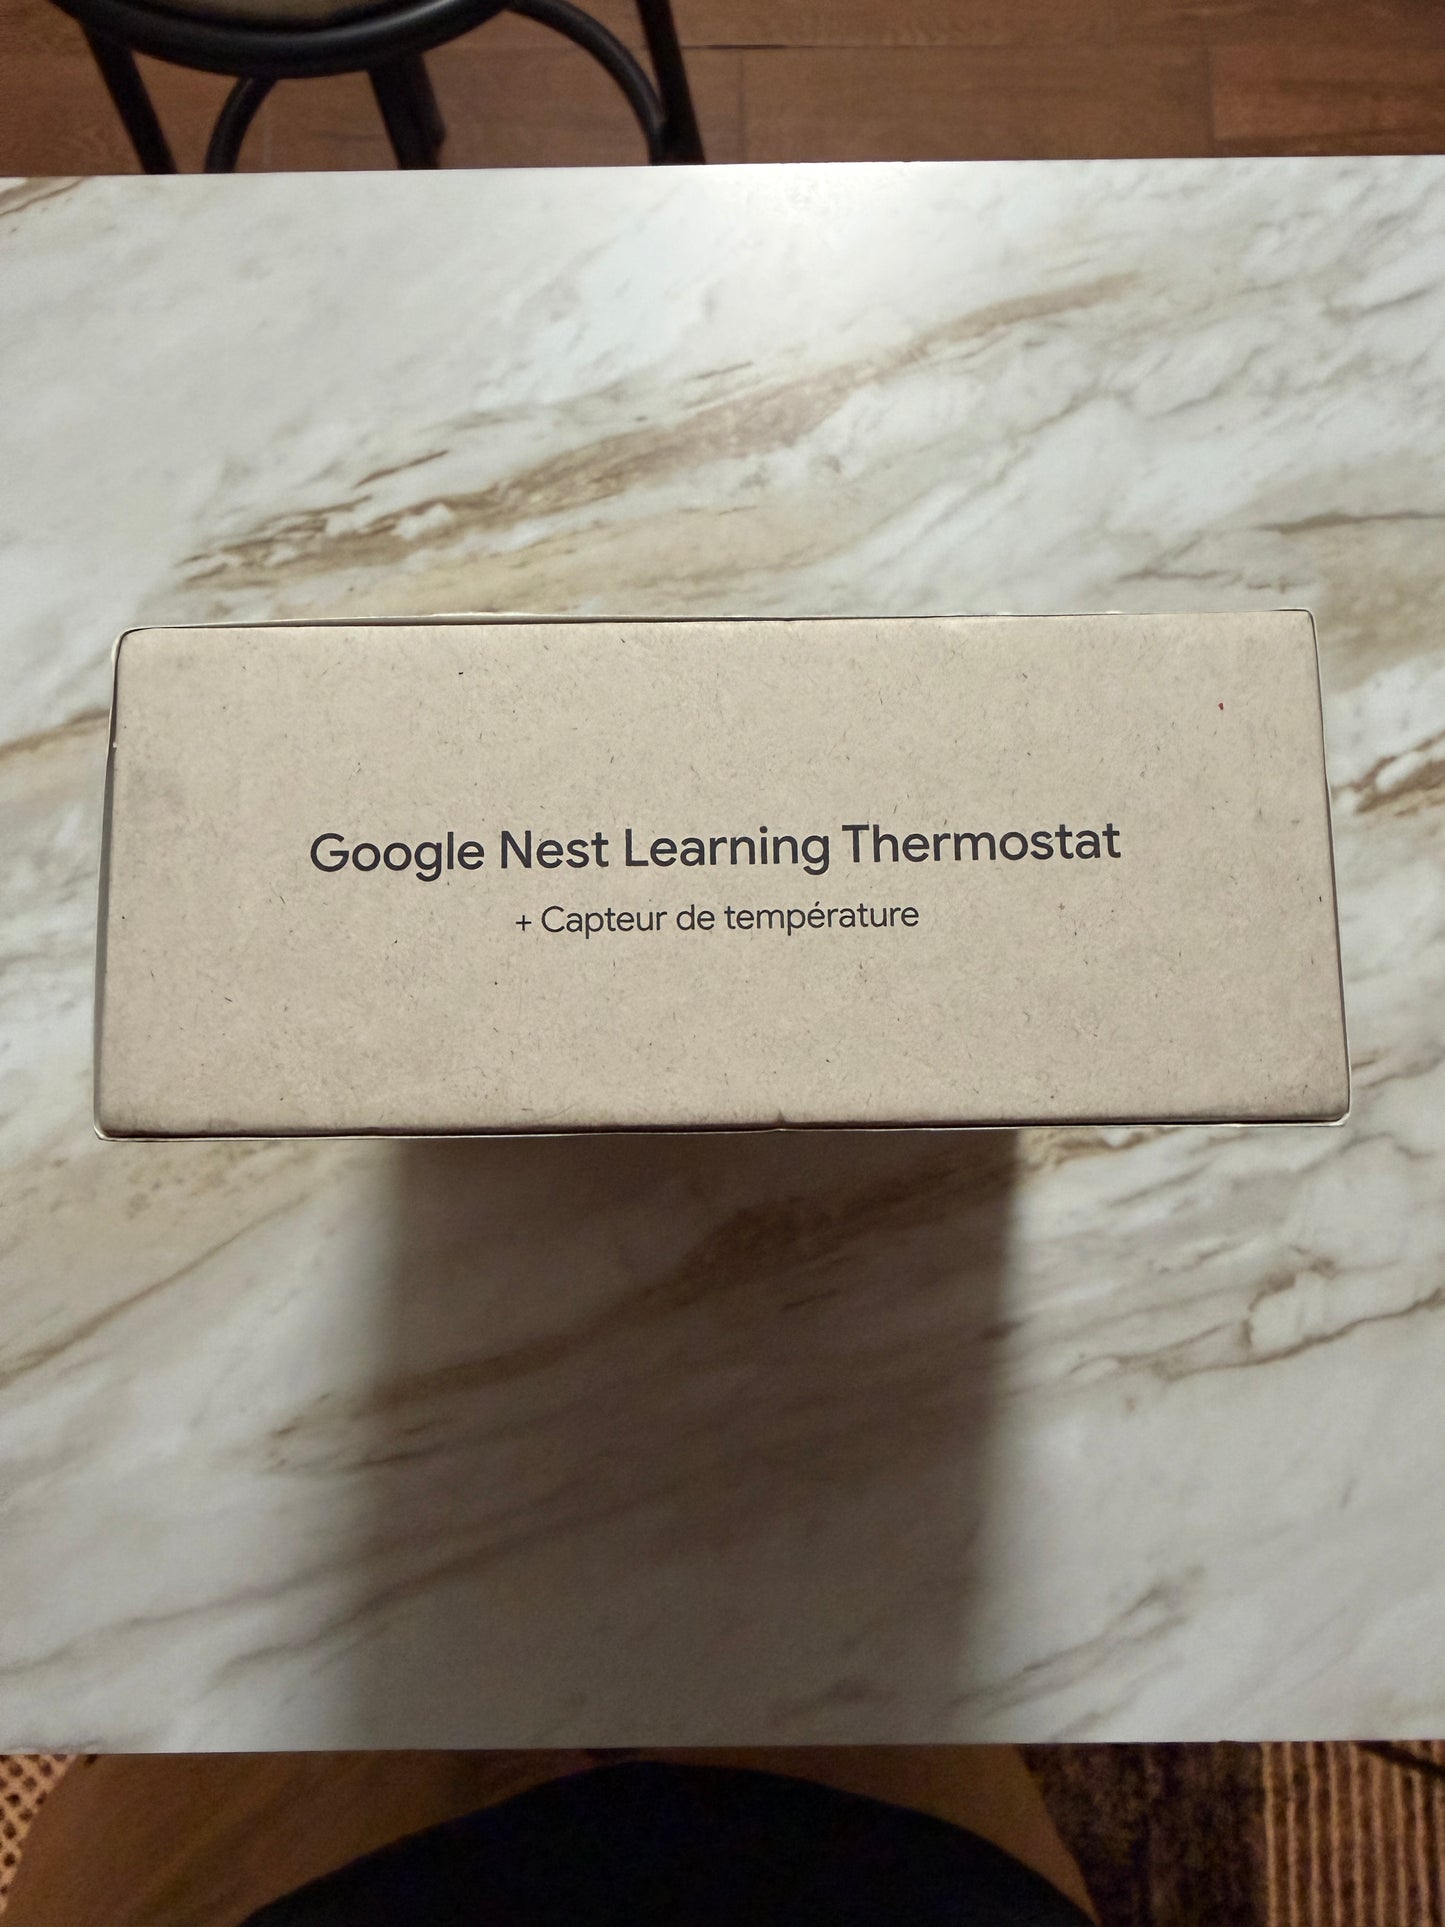 Google Nest Learning Thermostat
+ Capteur de température